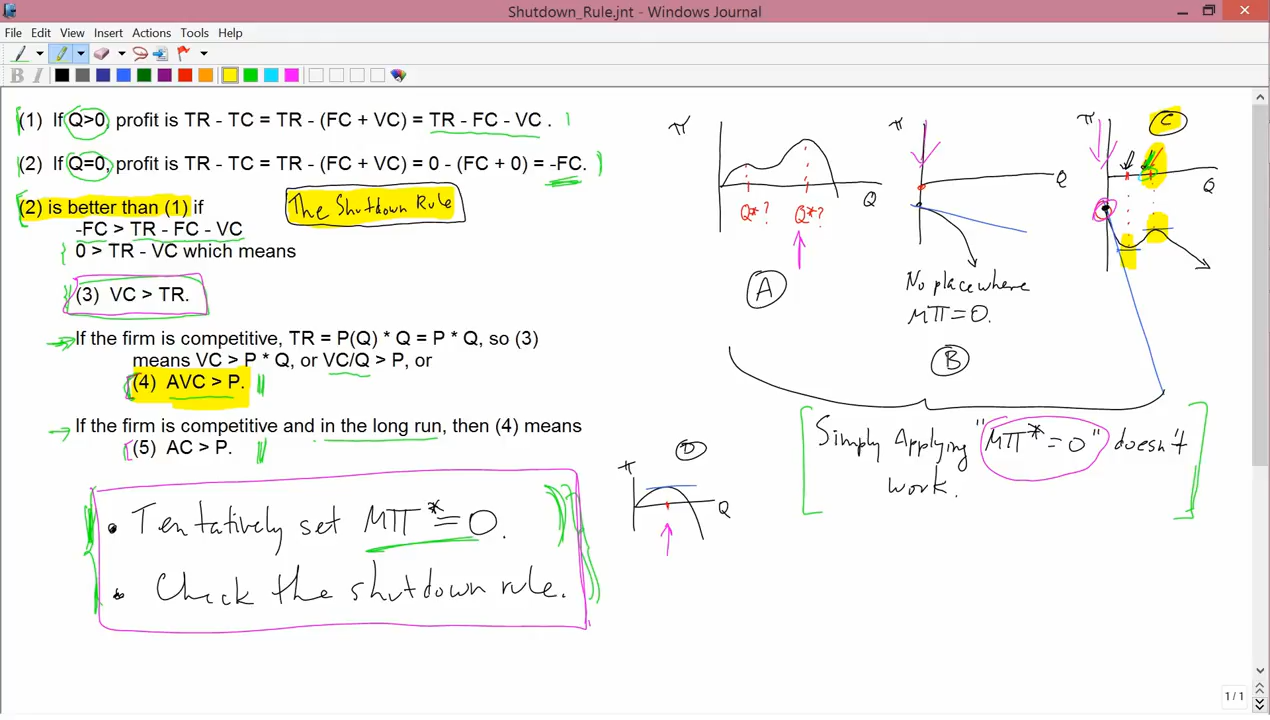 Shutdown_Rule.jnt - Windows Journal
File Edit View Insert Actions Tools Help
B I
(1) If Q>0, profit is TR - TC = TR - (FC + VC) = TR - FC - VC .
(2) If Q=0, profit is TR - TC = TR - (FC + VC) = 0 - (FC + 0) = -FC.
(2) is better than (1) if
The Shutdown Rule
-FC > TR - FC - VC
0 > TR - VC which means
(3) VC > TR.
If the firm is competitive, TR = P(Q) * Q = P * Q, so (3)
means VC > P * Q, or VC/Q > P, or
(4) AVC > P.
If the firm is competitive and in the long run, then (4) means
(5) AC > P.
• Tentatively set Mπ* = 0.
• Check the shutdown rule.
π
Q
Q*?
Q*?
A
π
Q
No place where
Mπ = 0.
B
π
C
Q
Simply Applying "Mπ* = 0" doesn't
work.
D
π
Q
1 / 1